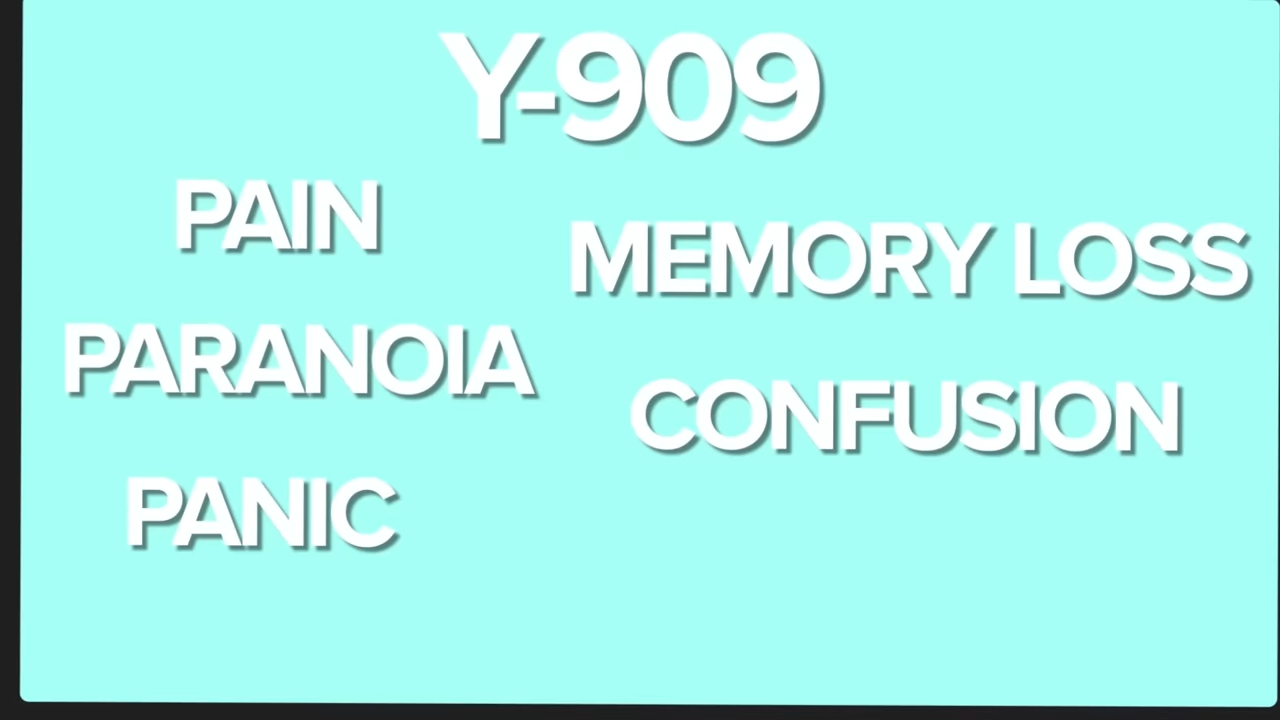 Y-909
PAIN
PARANOIA
PANIC
MEMORY LOSS
CONFUSION